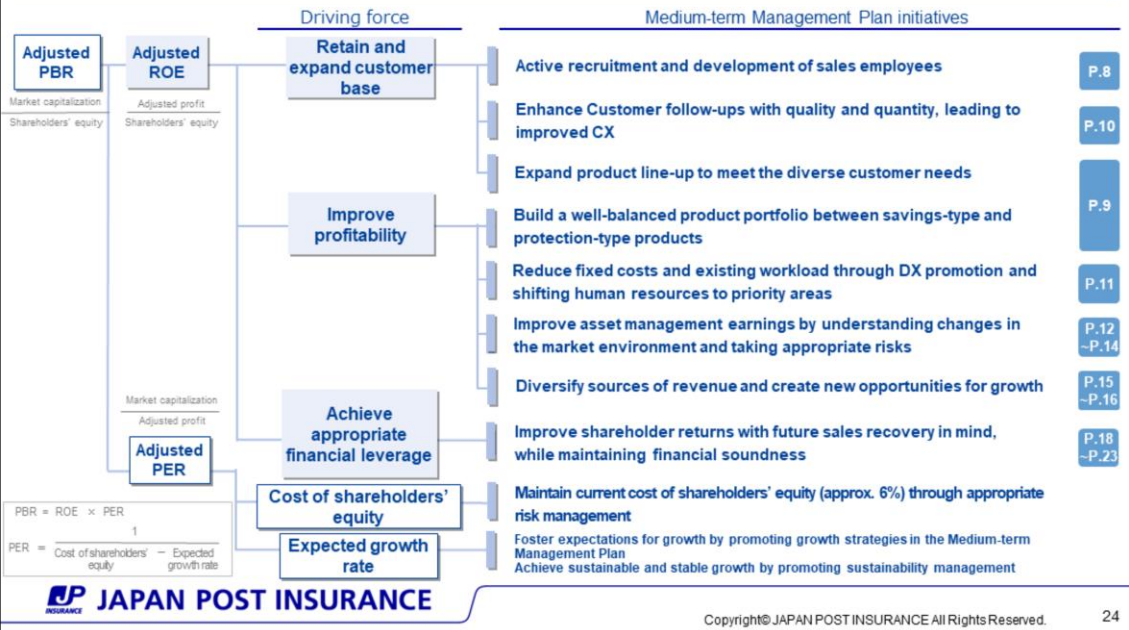 Driving force
Medium-term Management Plan initiatives
Adjusted
PBR
Market capitalization
Shareholders' equity
Adjusted
ROE
Adjusted profit
Shareholders' equity
Retain and
expand customer
base
Active recruitment and development of sales employees
P.8
Enhance Customer follow-ups with quality and quantity, leading to
improved CX
P.10
Expand product line-up to meet the diverse customer needs
P.9
Improve
profitability
Build a well-balanced product portfolio between savings-type and
protection-type products
Reduce fixed costs and existing workload through DX promotion and
shifting human resources to priority areas
P.11
Improve asset management earnings by understanding changes in
the market environment and taking appropriate risks
P.12
~P.14
Diversify sources of revenue and create new opportunities for growth
P.15
~P.16
Achieve
appropriate
financial leverage
Improve shareholder returns with future sales recovery in mind,
while maintaining financial soundness
P.18
~P.23
Market capitalization
Adjusted profit
Adjusted
PER
Cost of shareholders'
equity
Maintain current cost of shareholders' equity (approx. 6%) through appropriate
risk management
Expected growth
rate
Foster expectations for growth by promoting growth strategies in the Medium-term
Management Plan
Achieve sustainable and stable growth by promoting sustainability management
PBR = ROE × PER
1
PER =
Cost of shareholders' − Expected
equity growth rate
JP
INSURANCE
JAPAN POST INSURANCE
Copyright© JAPAN POST INSURANCE All Rights Reserved.
24